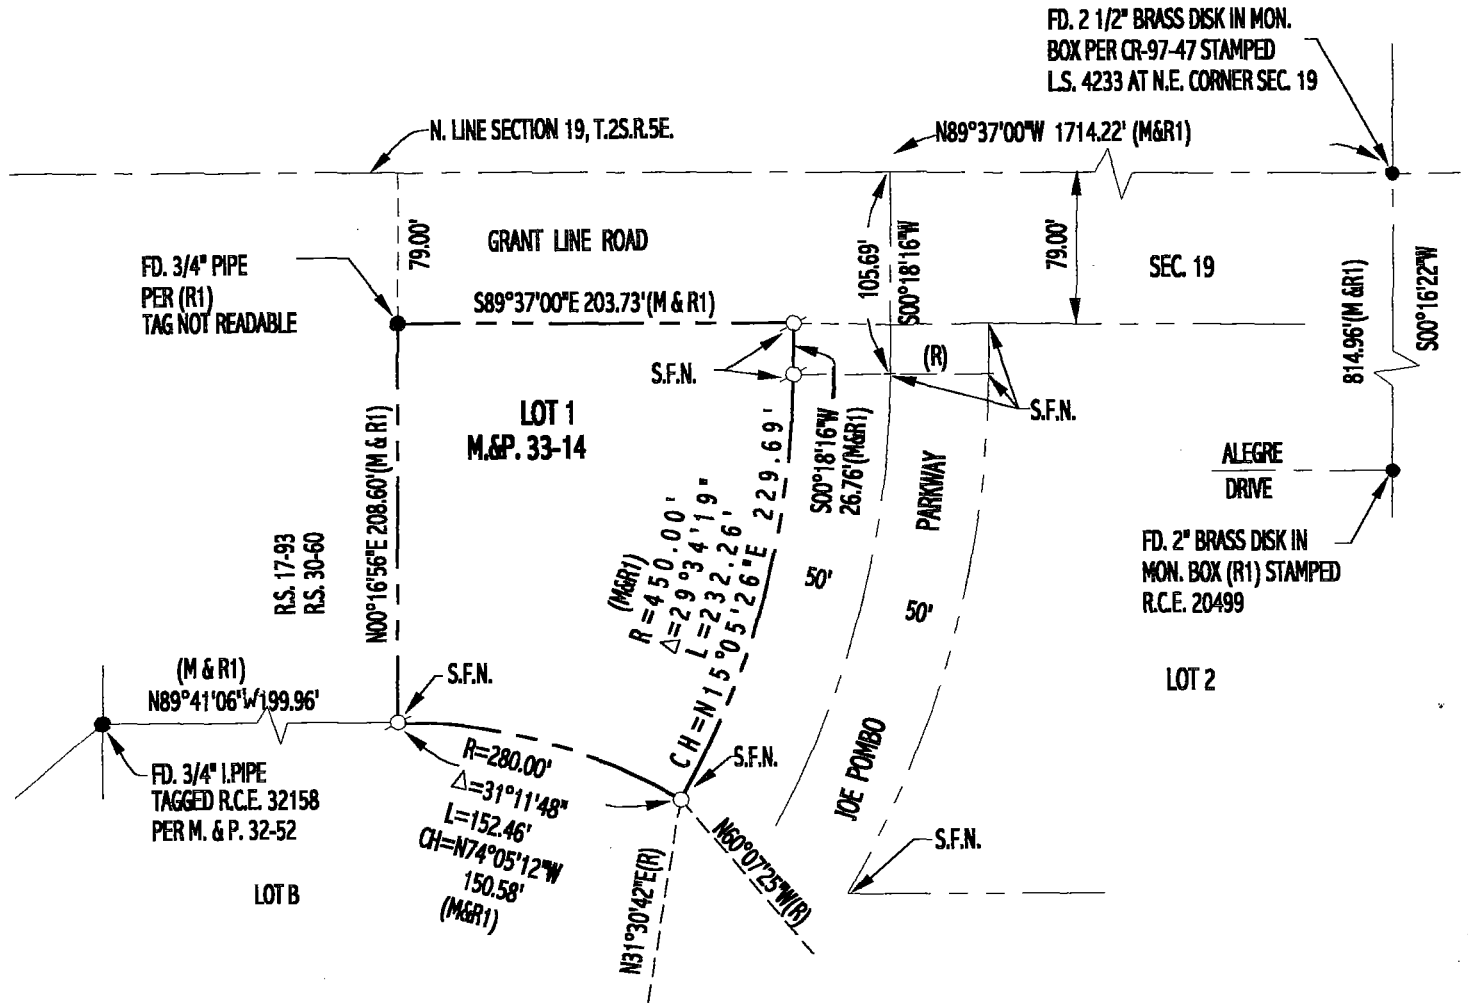 FD. 2 1/2" BRASS DISK IN MON.
BOX PER CR-97-47 STAMPED
L.S. 4233 AT N.E. CORNER SEC. 19
N. LINE SECTION 19, T.2S.R.5E.
N89°37'00"W 1714.22' (M&R1)
79.00'
GRANT LINE ROAD
105.69'
S00°18'16"W
79.00'
SEC. 19
814.96'(M &R1)
S00°16'22"W
FD. 3/4" PIPE
PER (R1)
TAG NOT READABLE
S89°37'00"E 203.73'(M & R1)
(R)
S.F.N.
S.F.N.
LOT 1
M.&P. 33-14
S00°18'16"W
26.76'(M&R1)
N00°16'56"E 208.60'(M & R1)
R.S. 17-93
R.S. 30-60
(M&R1)
R=450.00'
△=29°34'19"
L=232.26'
CH=N15°05'26"E 229.69'
PARKWAY
50'
50'
JOE POMBO
ALEGRE
DRIVE
FD. 2" BRASS DISK IN
MON. BOX (R1) STAMPED
R.C.E. 20499
LOT 2
(M & R1)
N89°41'06"W 199.96'
S.F.N.
FD. 3/4" I.PIPE
TAGGED R.C.E. 32158
PER M. & P. 32-52
R=280.00'
△=31°11'48"
L=152.46'
CH=N74°05'12"W
150.58'
(M&R1)
S.F.N.
N60°07'25"W(R)
N31°30'42"E(R)
S.F.N.
LOT B